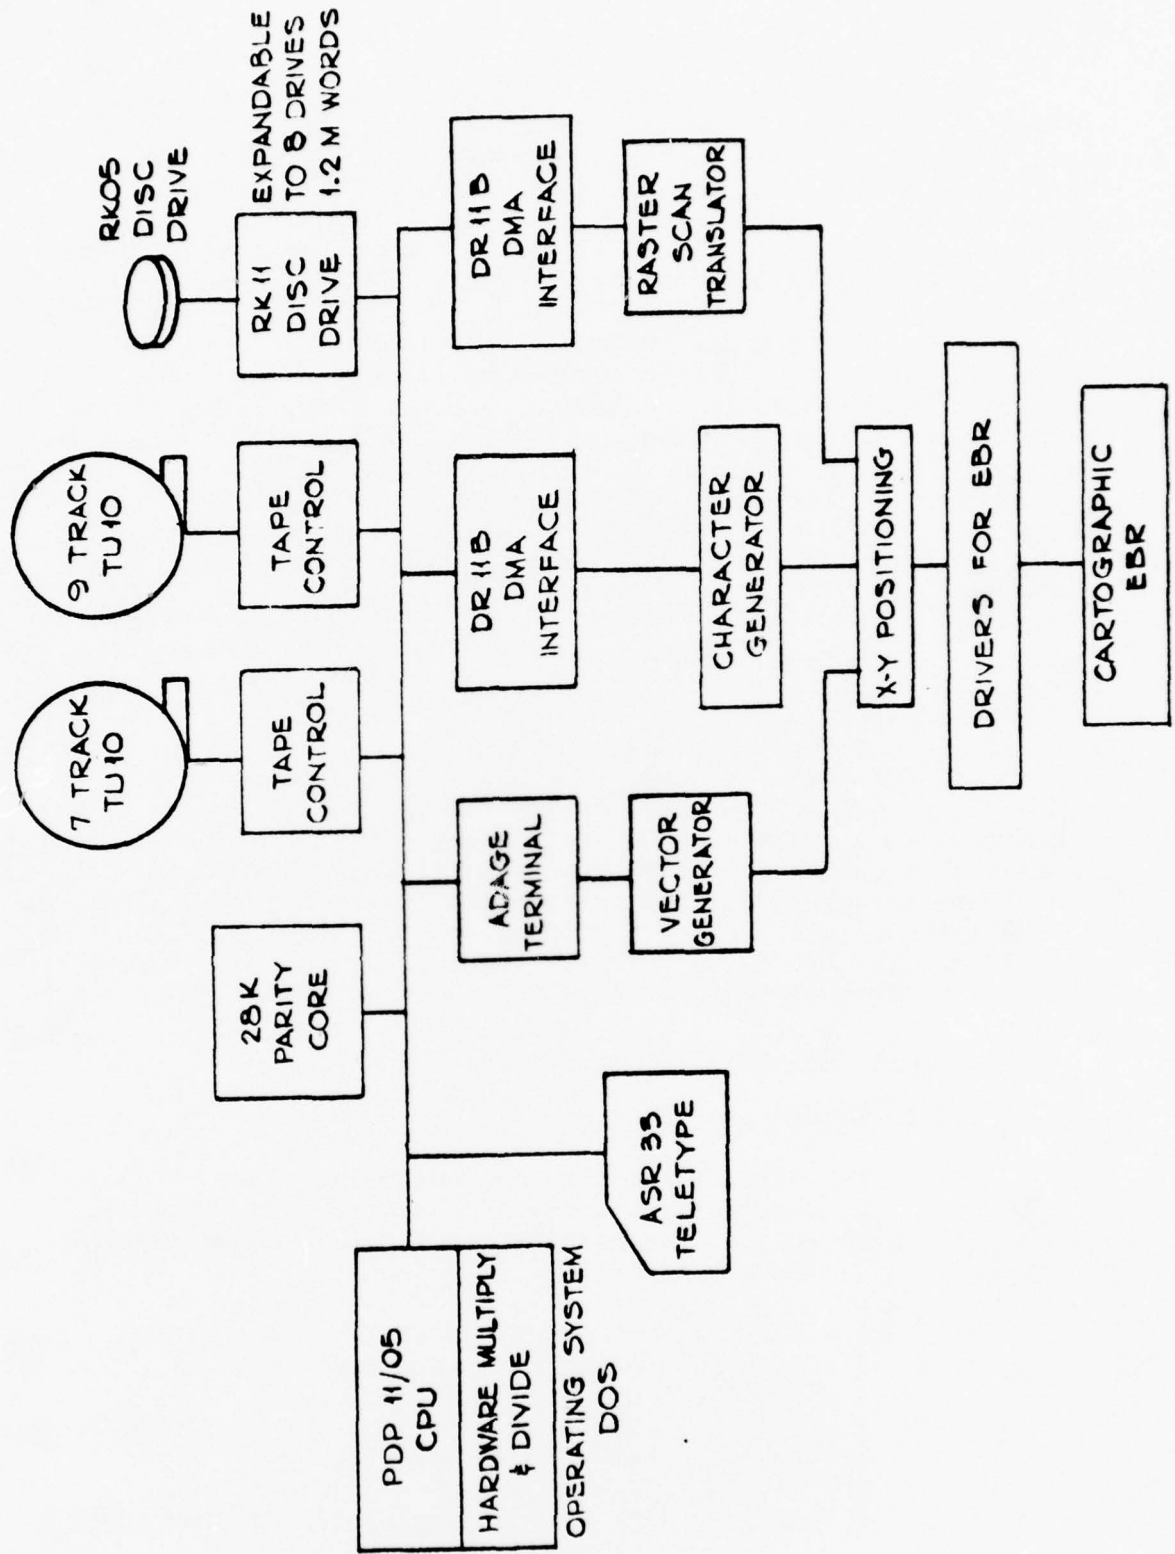 RK05
DISC
DRIVE
9 TRACK
TU10
7 TRACK
TU10
EXPANDABLE
TO 8 DRIVES
1.2 M WORDS
RK11
DISC
DRIVE
TAPE
CONTROL
TAPE
CONTROL
28K
PARITY
CORE
PDP 11/05
CPU
HARDWARE MULTIPLY
& DIVIDE
OPERATING SYSTEM
DOS
ASR 33
TELETYPE
ADAGE
TERMINAL
DR 11B
DMA
INTERFACE
DR 11B
DMA
INTERFACE
VECTOR
GENERATOR
CHARACTER
GENERATOR
RASTER
SCAN
TRANSLATOR
X-Y POSITIONING
DRIVERS FOR EBR
CARTOGRAPHIC
EBR